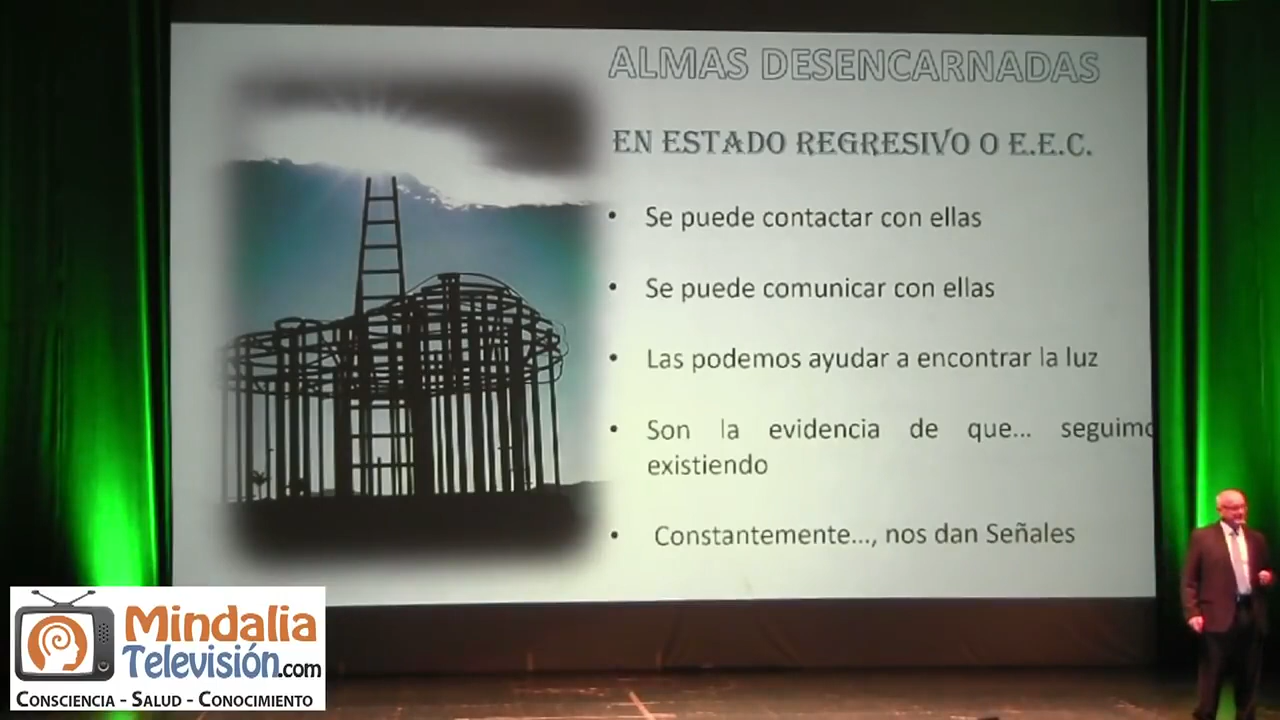 ALMAS DESENCARNADAS
EN ESTADO REGRESIVO O E.E.C.
• Se puede contactar con ellas
• Se puede comunicar con ellas
• Las podemos ayudar a encontrar la luz
• Son la evidencia de que... seguimo
existiendo
• Constantemente..., nos dan Señales
Mindalia
Televisión.com
CONSCIENCIA - SALUD - CONOCIMIENTO